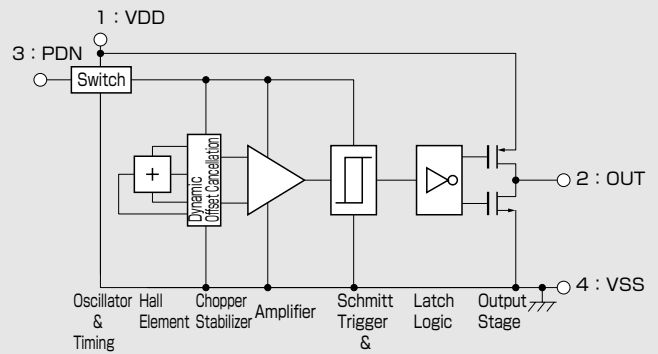 1 : VDD
3 : PDN
Switch
Dynamic
Offset Cancellation
+
2 : OUT
4 : VSS
Oscillator
&
Timing
Hall
Element
Chopper
Stabilizer
Amplifier
Schmitt
Trigger
&
Latch
Logic
Output
Stage